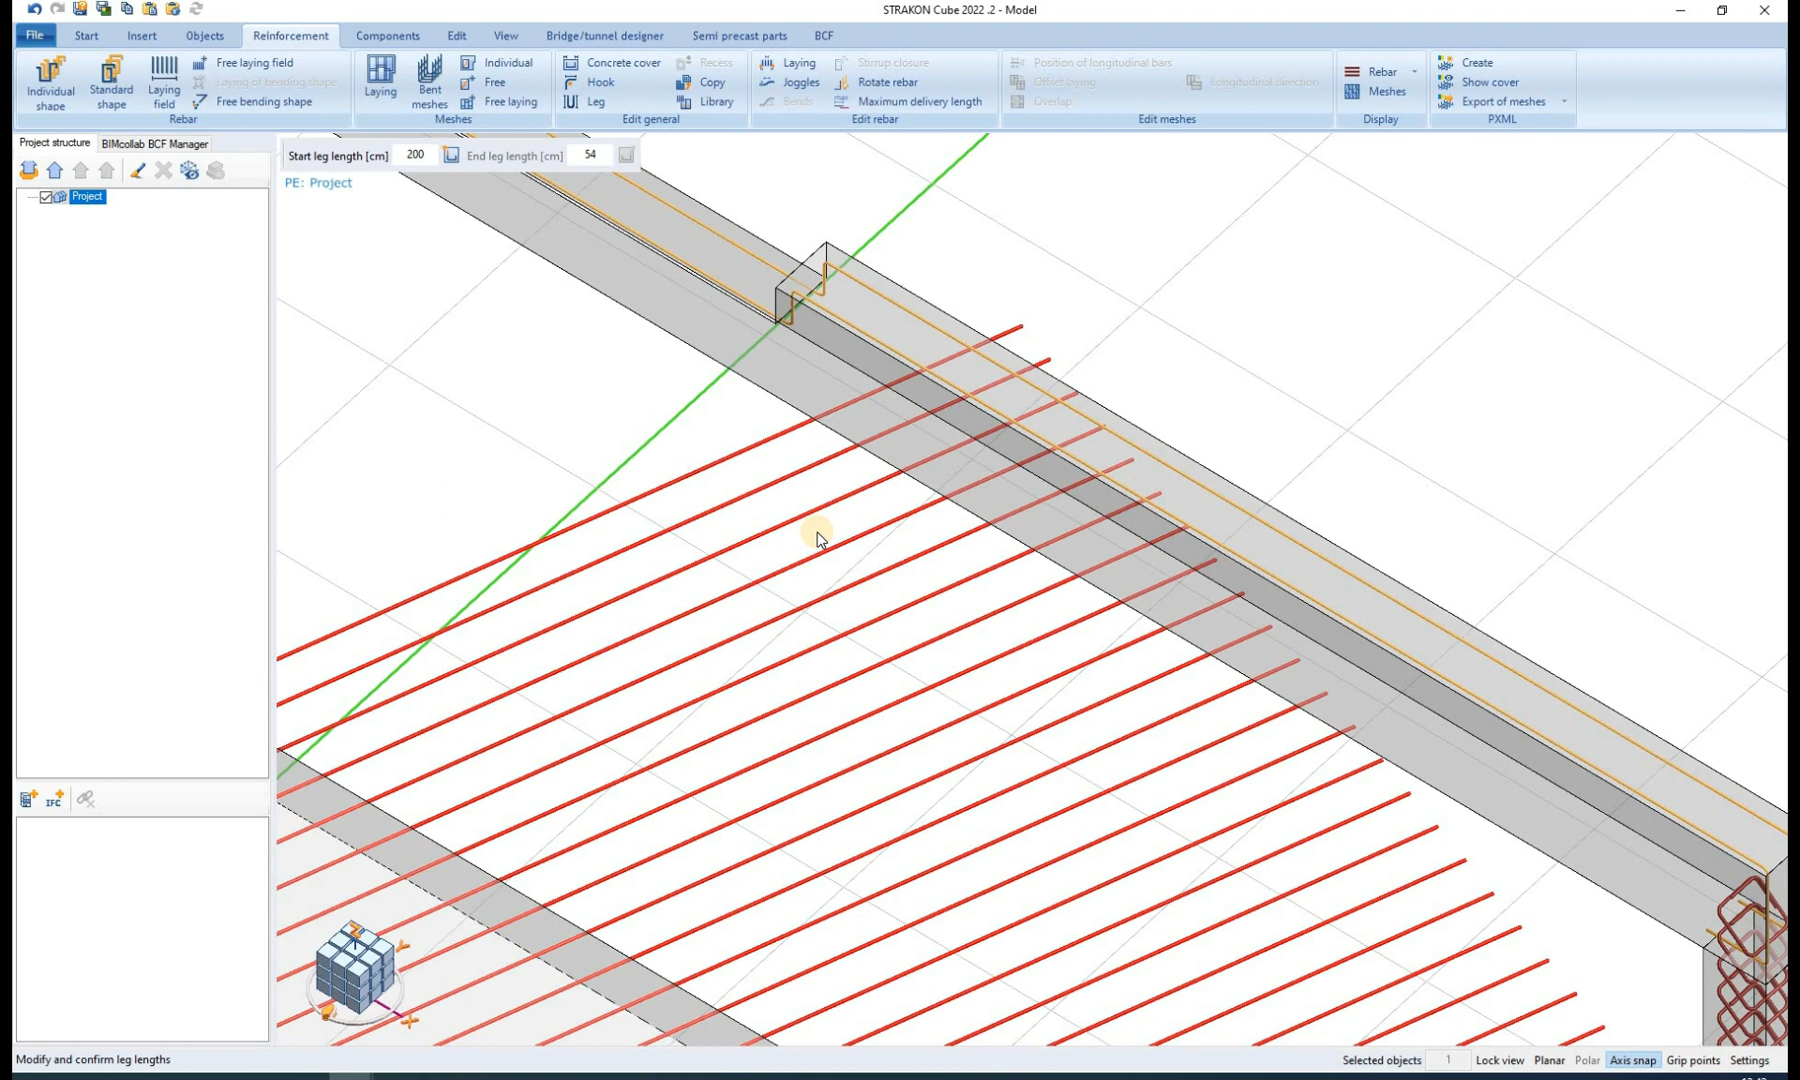 STRAKON Cube 2022 .2 - Model
File Start Insert Objects Reinforcement Components Edit View Bridge/tunnel designer Semi precast parts BCF
Individual shape
Standard shape
Laying field
Free laying field
Laying of bending shape
Free bending shape
Rebar
Laying
Bent meshes
Individual
Free
Free laying
Meshes
Concrete cover
Hook
Leg
Recess
Copy
Library
Edit general
Laying
Joggles
Bends
Stirrup closure
Rotate rebar
Maximum delivery length
Edit rebar
Position of longitudinal bars
Offset laying
Overlap
Longitudinal direction
Edit meshes
Rebar
Meshes
Display
Create
Show cover
Export of meshes
PXML
Project structure BIMcollab BCF Manager
Start leg length [cm] 200 End leg length [cm] 54
PE: Project
Project
IFC
Z
Y
X
Modify and confirm leg lengths
Selected objects 1 Lock view Planar Polar Axis snap Grip points Settings